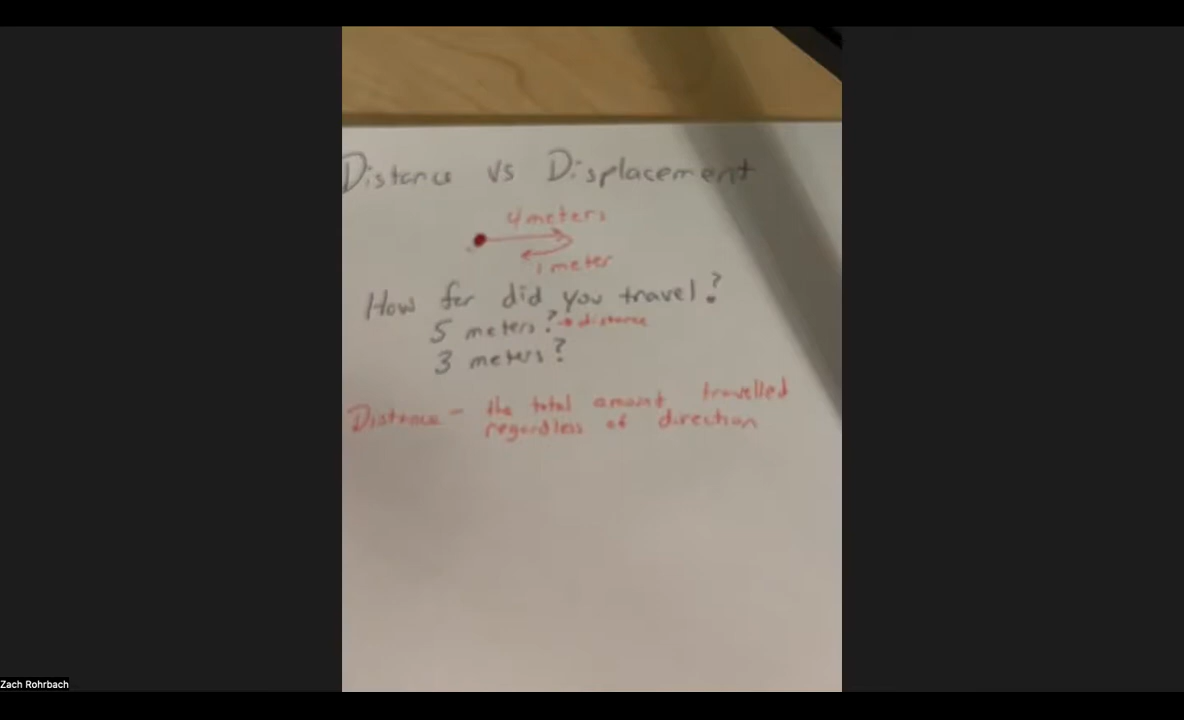 Distance vs Displacement
4 meters
1 meter
How far did you travel?
5 meters? → distance
3 meters?
Distance - the total amount travelled
regardless of direction
Zach Rohrbach